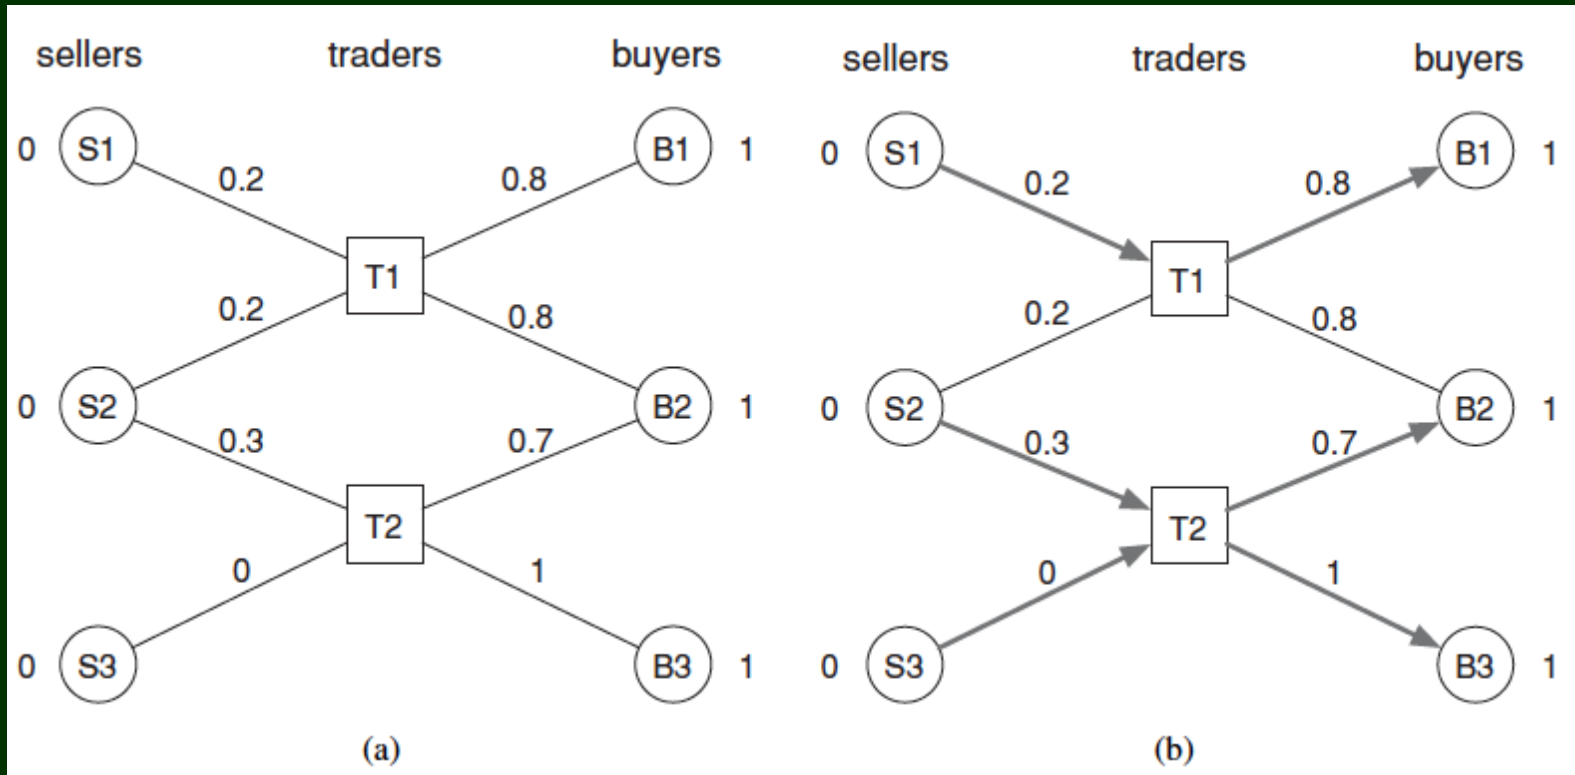 sellers traders buyers
0 S1 B1 1
0.2 0.8
T1
0.2 0.8
0 S2 B2 1
0.3 0.7
T2
0 1
0 S3 B3 1
(a)
sellers traders buyers
0 S1 B1 1
0.2 0.8
T1
0.2 0.8
0 S2 B2 1
0.3 0.7
T2
0 1
0 S3 B3 1
(b)